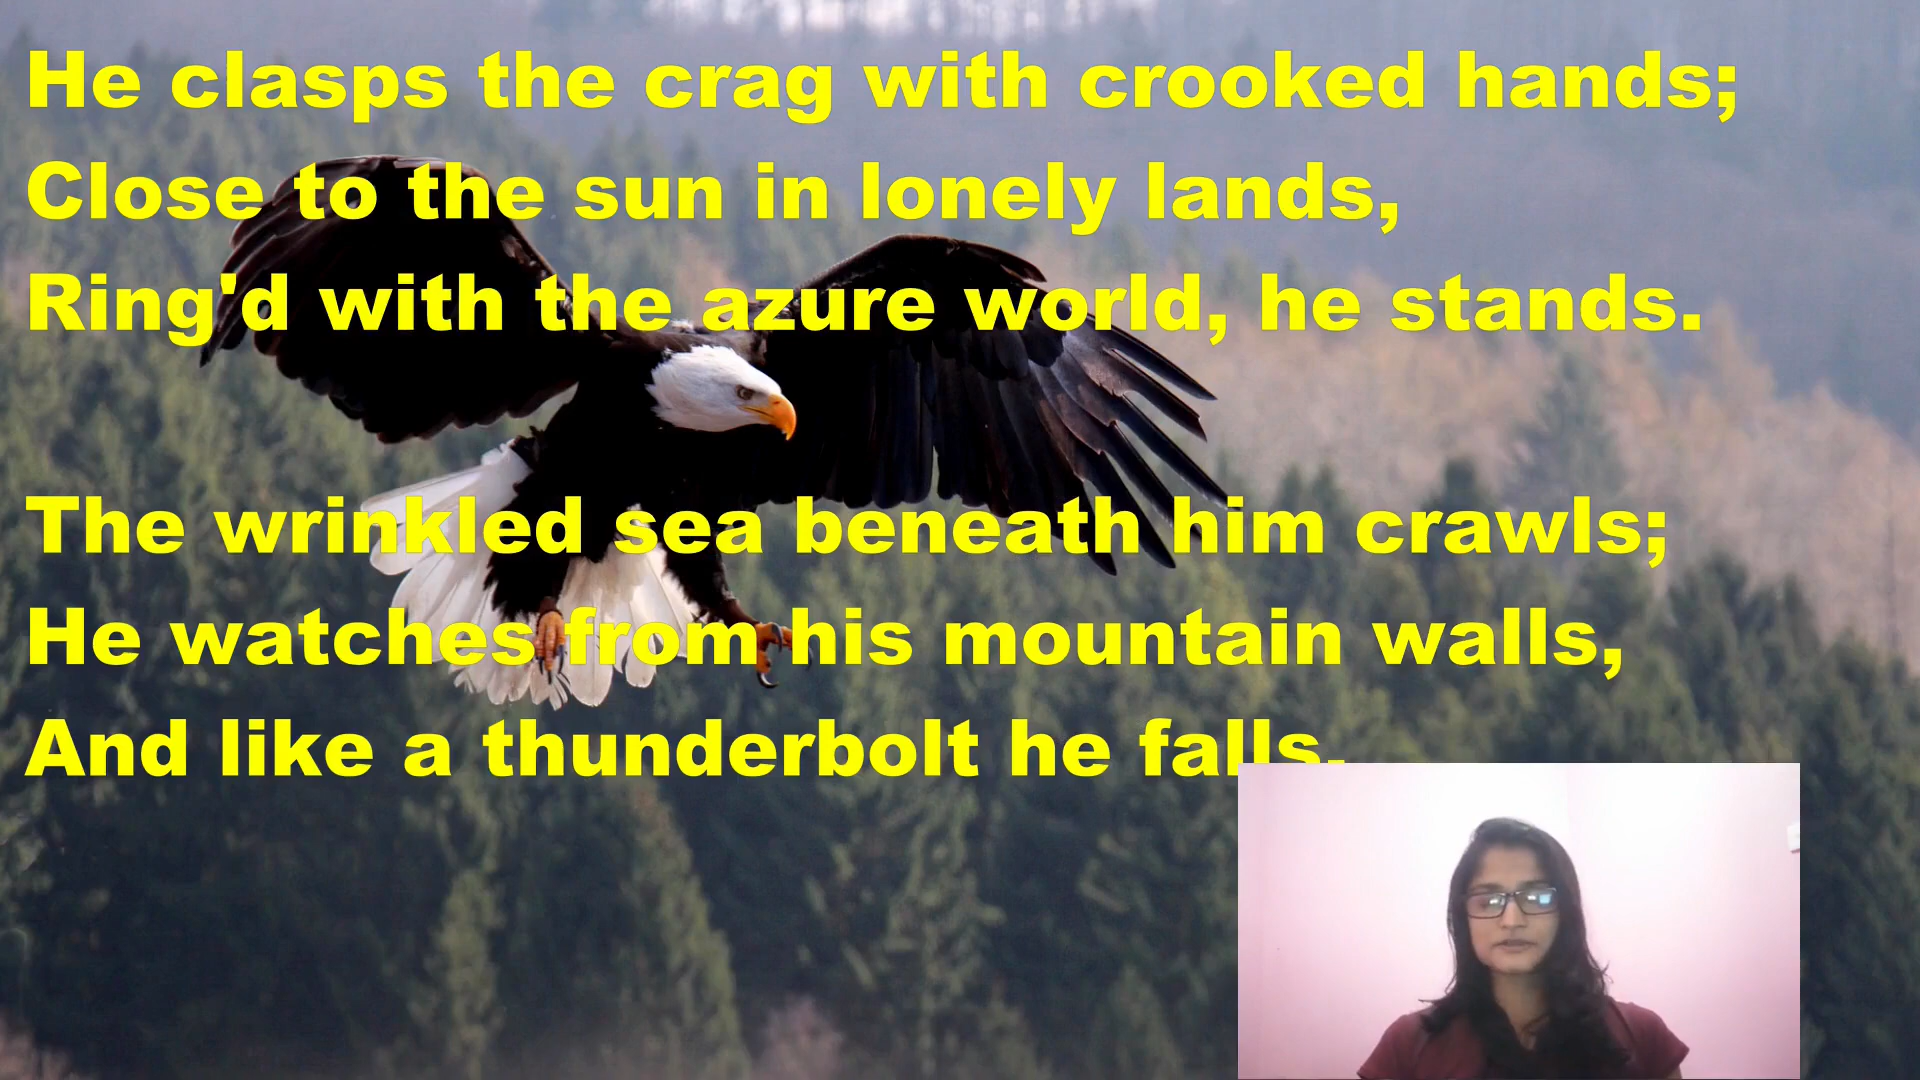 He clasps the crag with crooked hands;
Close to the sun in lonely lands,
Ring'd with the azure world, he stands.
The wrinkled sea beneath him crawls;
He watches from his mountain walls,
And like a thunderbolt he falls.